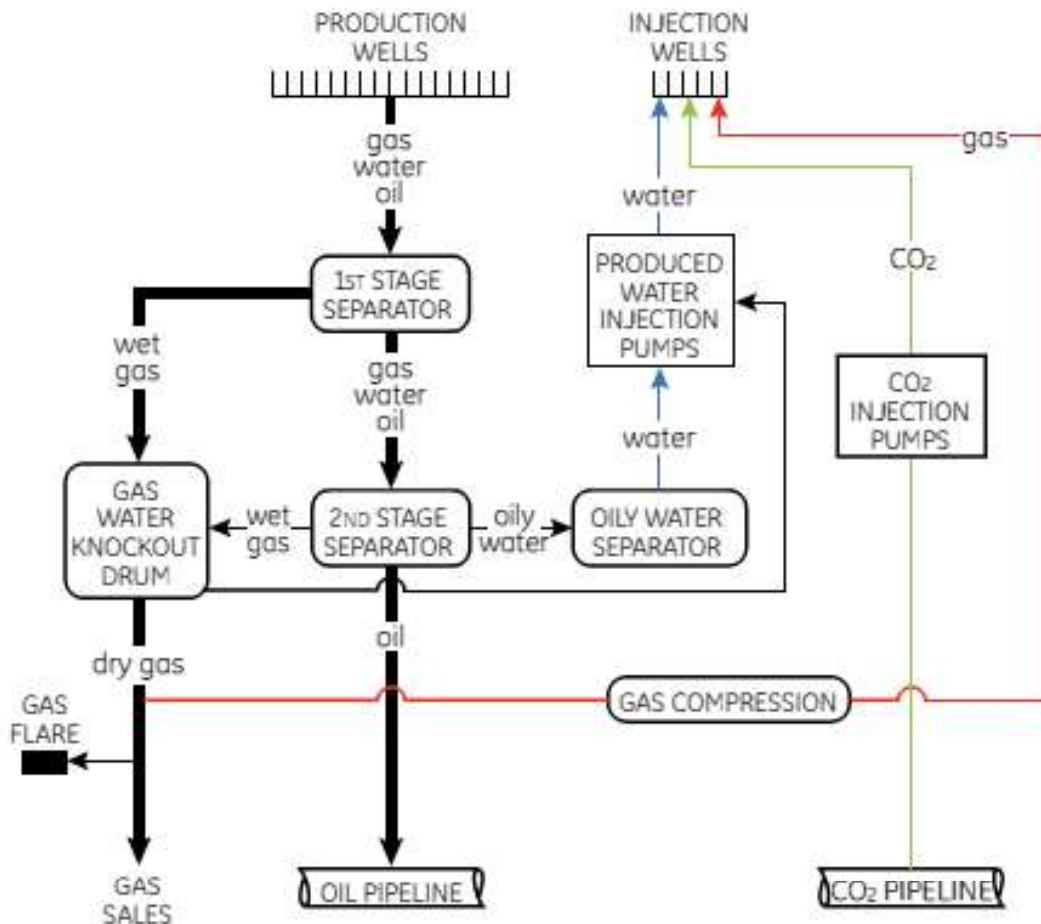 PRODUCTION
WELLS
INJECTION
WELLS
gas
water
oil
gas
water
CO2
1ST STAGE
SEPARATOR
PRODUCED
WATER
INJECTION
PUMPS
wet
gas
gas
water
oil
CO2
INJECTION
PUMPS
water
GAS
WATER
KNOCKOUT
DRUM
wet
gas
2ND STAGE
SEPARATOR
oily
water
OILY WATER
SEPARATOR
dry gas
oil
GAS COMPRESSION
GAS
FLARE
GAS
SALES
OIL PIPELINE
CO2 PIPELINE